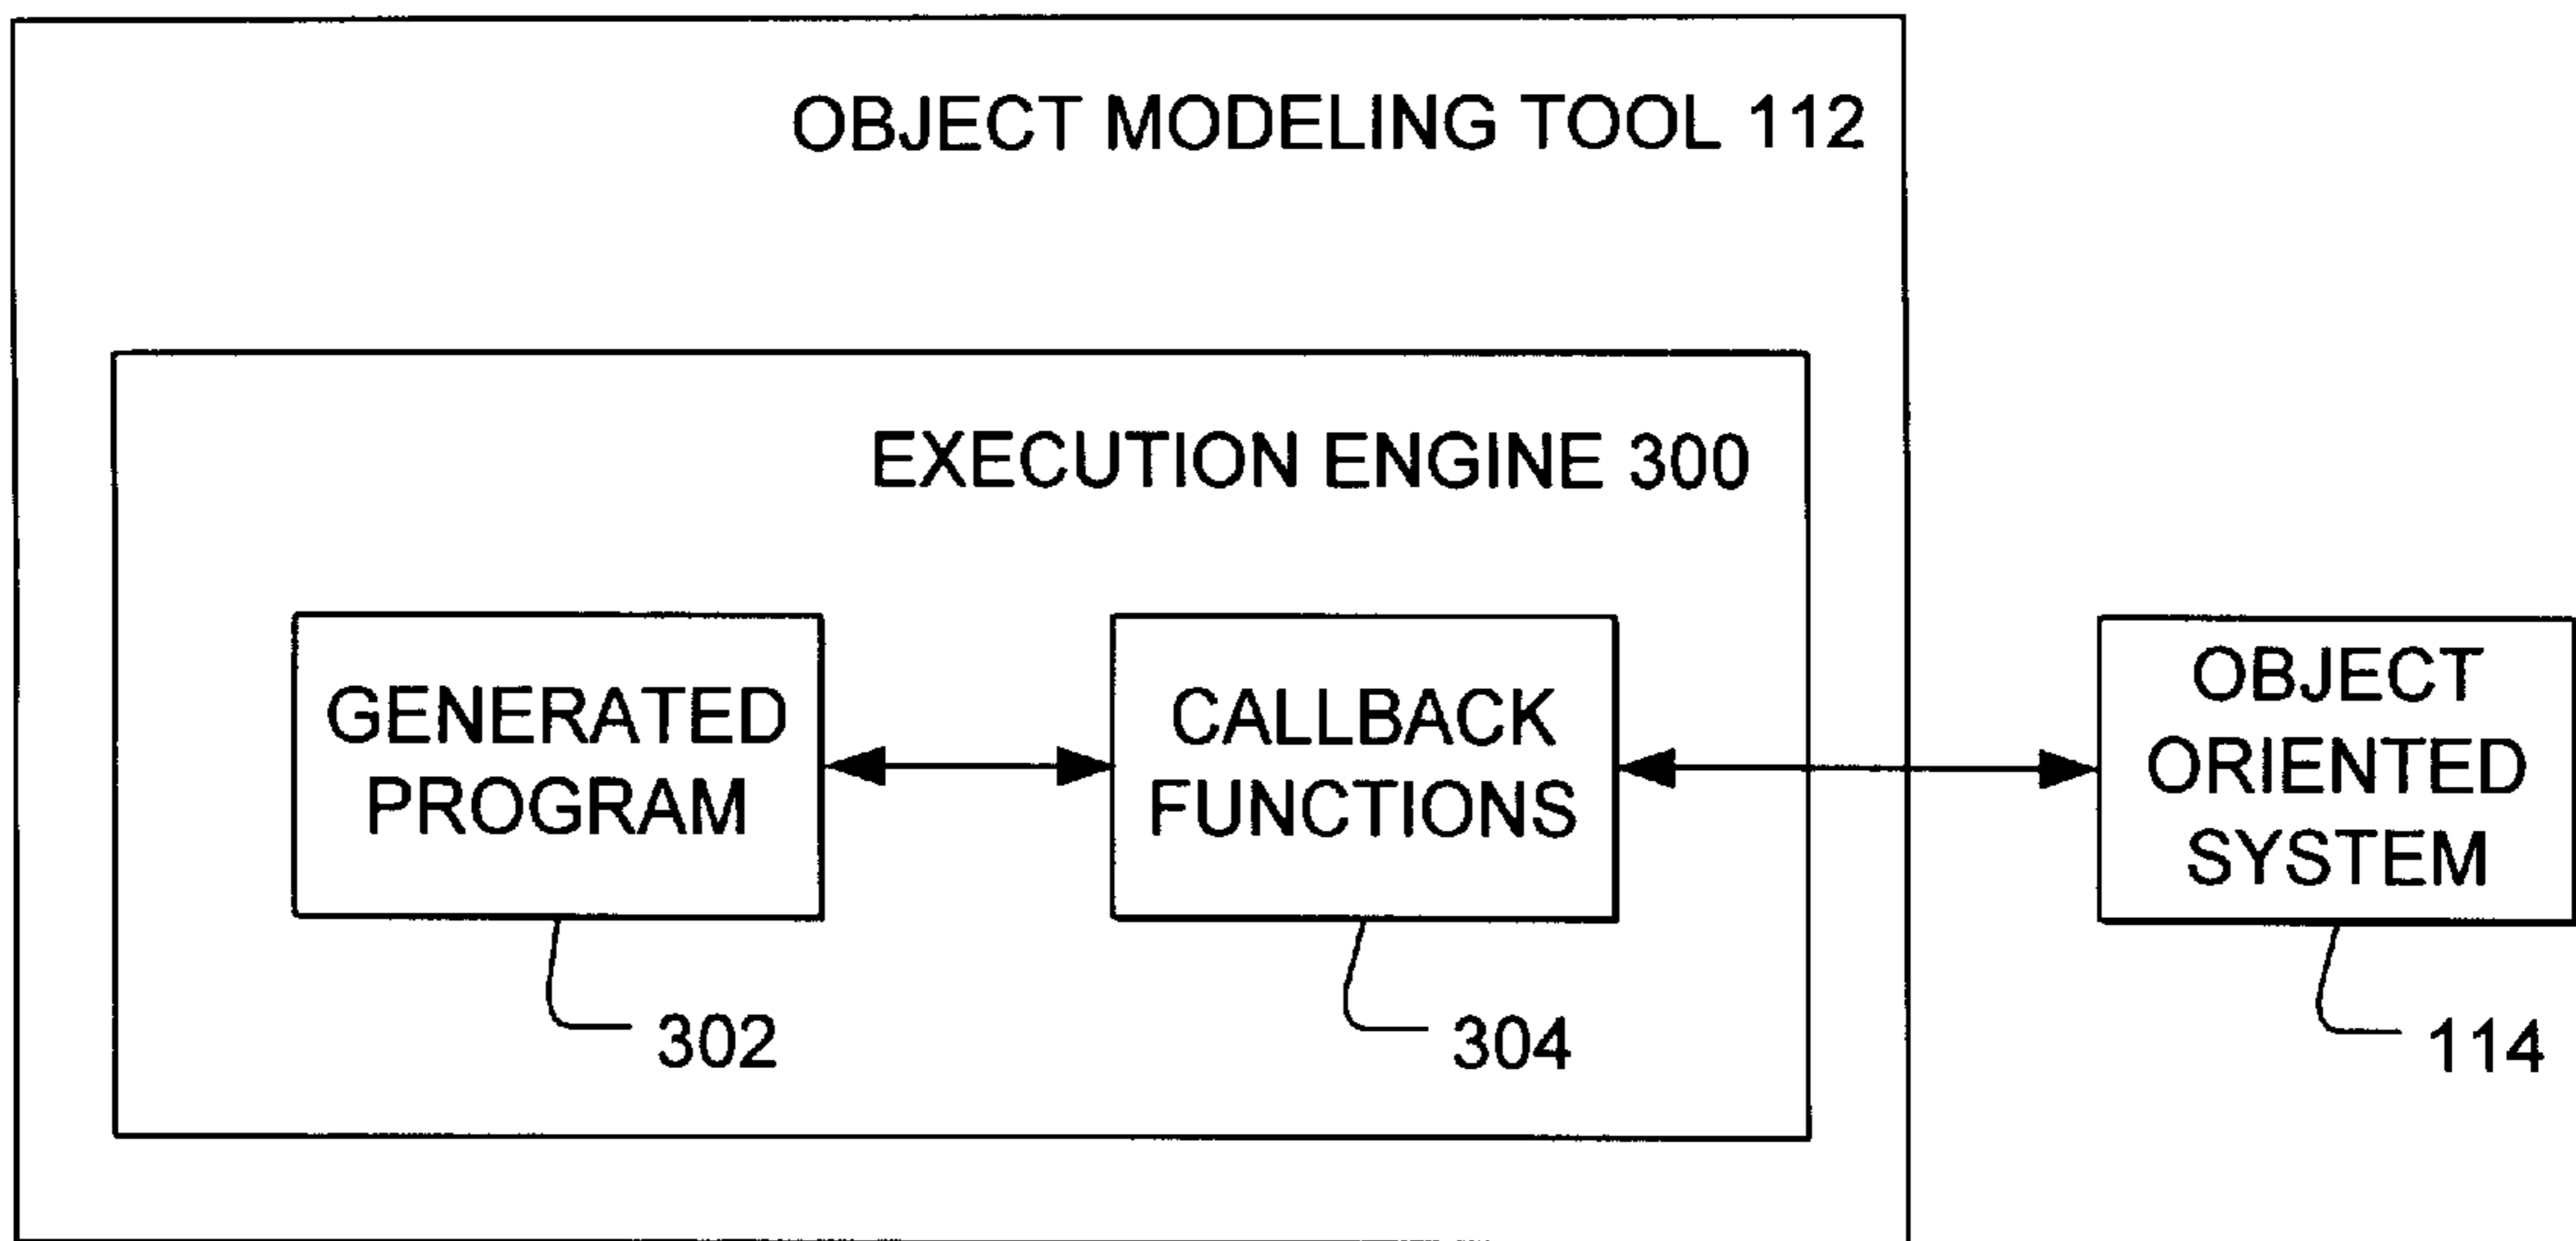 OBJECT MODELING TOOL 112
EXECUTION ENGINE 300
GENERATED
PROGRAM
302
CALLBACK
FUNCTIONS
304
OBJECT
ORIENTED
SYSTEM
114